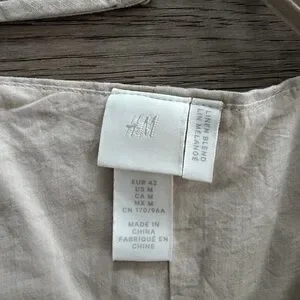 H&M
LINEN BLEND
LIN MÉLANGÉ
EUR 42
US M
CA M
MX M
CN 170/96A
MADE IN
CHINA
FABRIQUÉ EN
CHINE